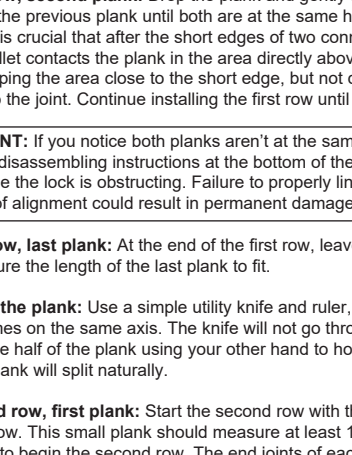 second plank: Drop the plank and gently
the previous plank until both are at the same h
is crucial that after the short edges of two con
let contacts the plank in the area directly abov
ping the area close to the short edge, but not
the joint. Continue installing the first row until
NT: If you notice both planks aren't at the sam
disassembling instructions at the bottom of the
e the lock is obstructing. Failure to properly lin
of alignment could result in permanent damage
ow, last plank: At the end of the first row, leav
ure the length of the last plank to fit.
the plank: Use a simple utility knife and ruler,
nes on the same axis. The knife will not go thro
e half of the plank using your other hand to ho
ank will split naturally.
d row, first plank: Start the second row with th
ow. This small plank should measure at least 1
to begin the second row. The end joints of eac